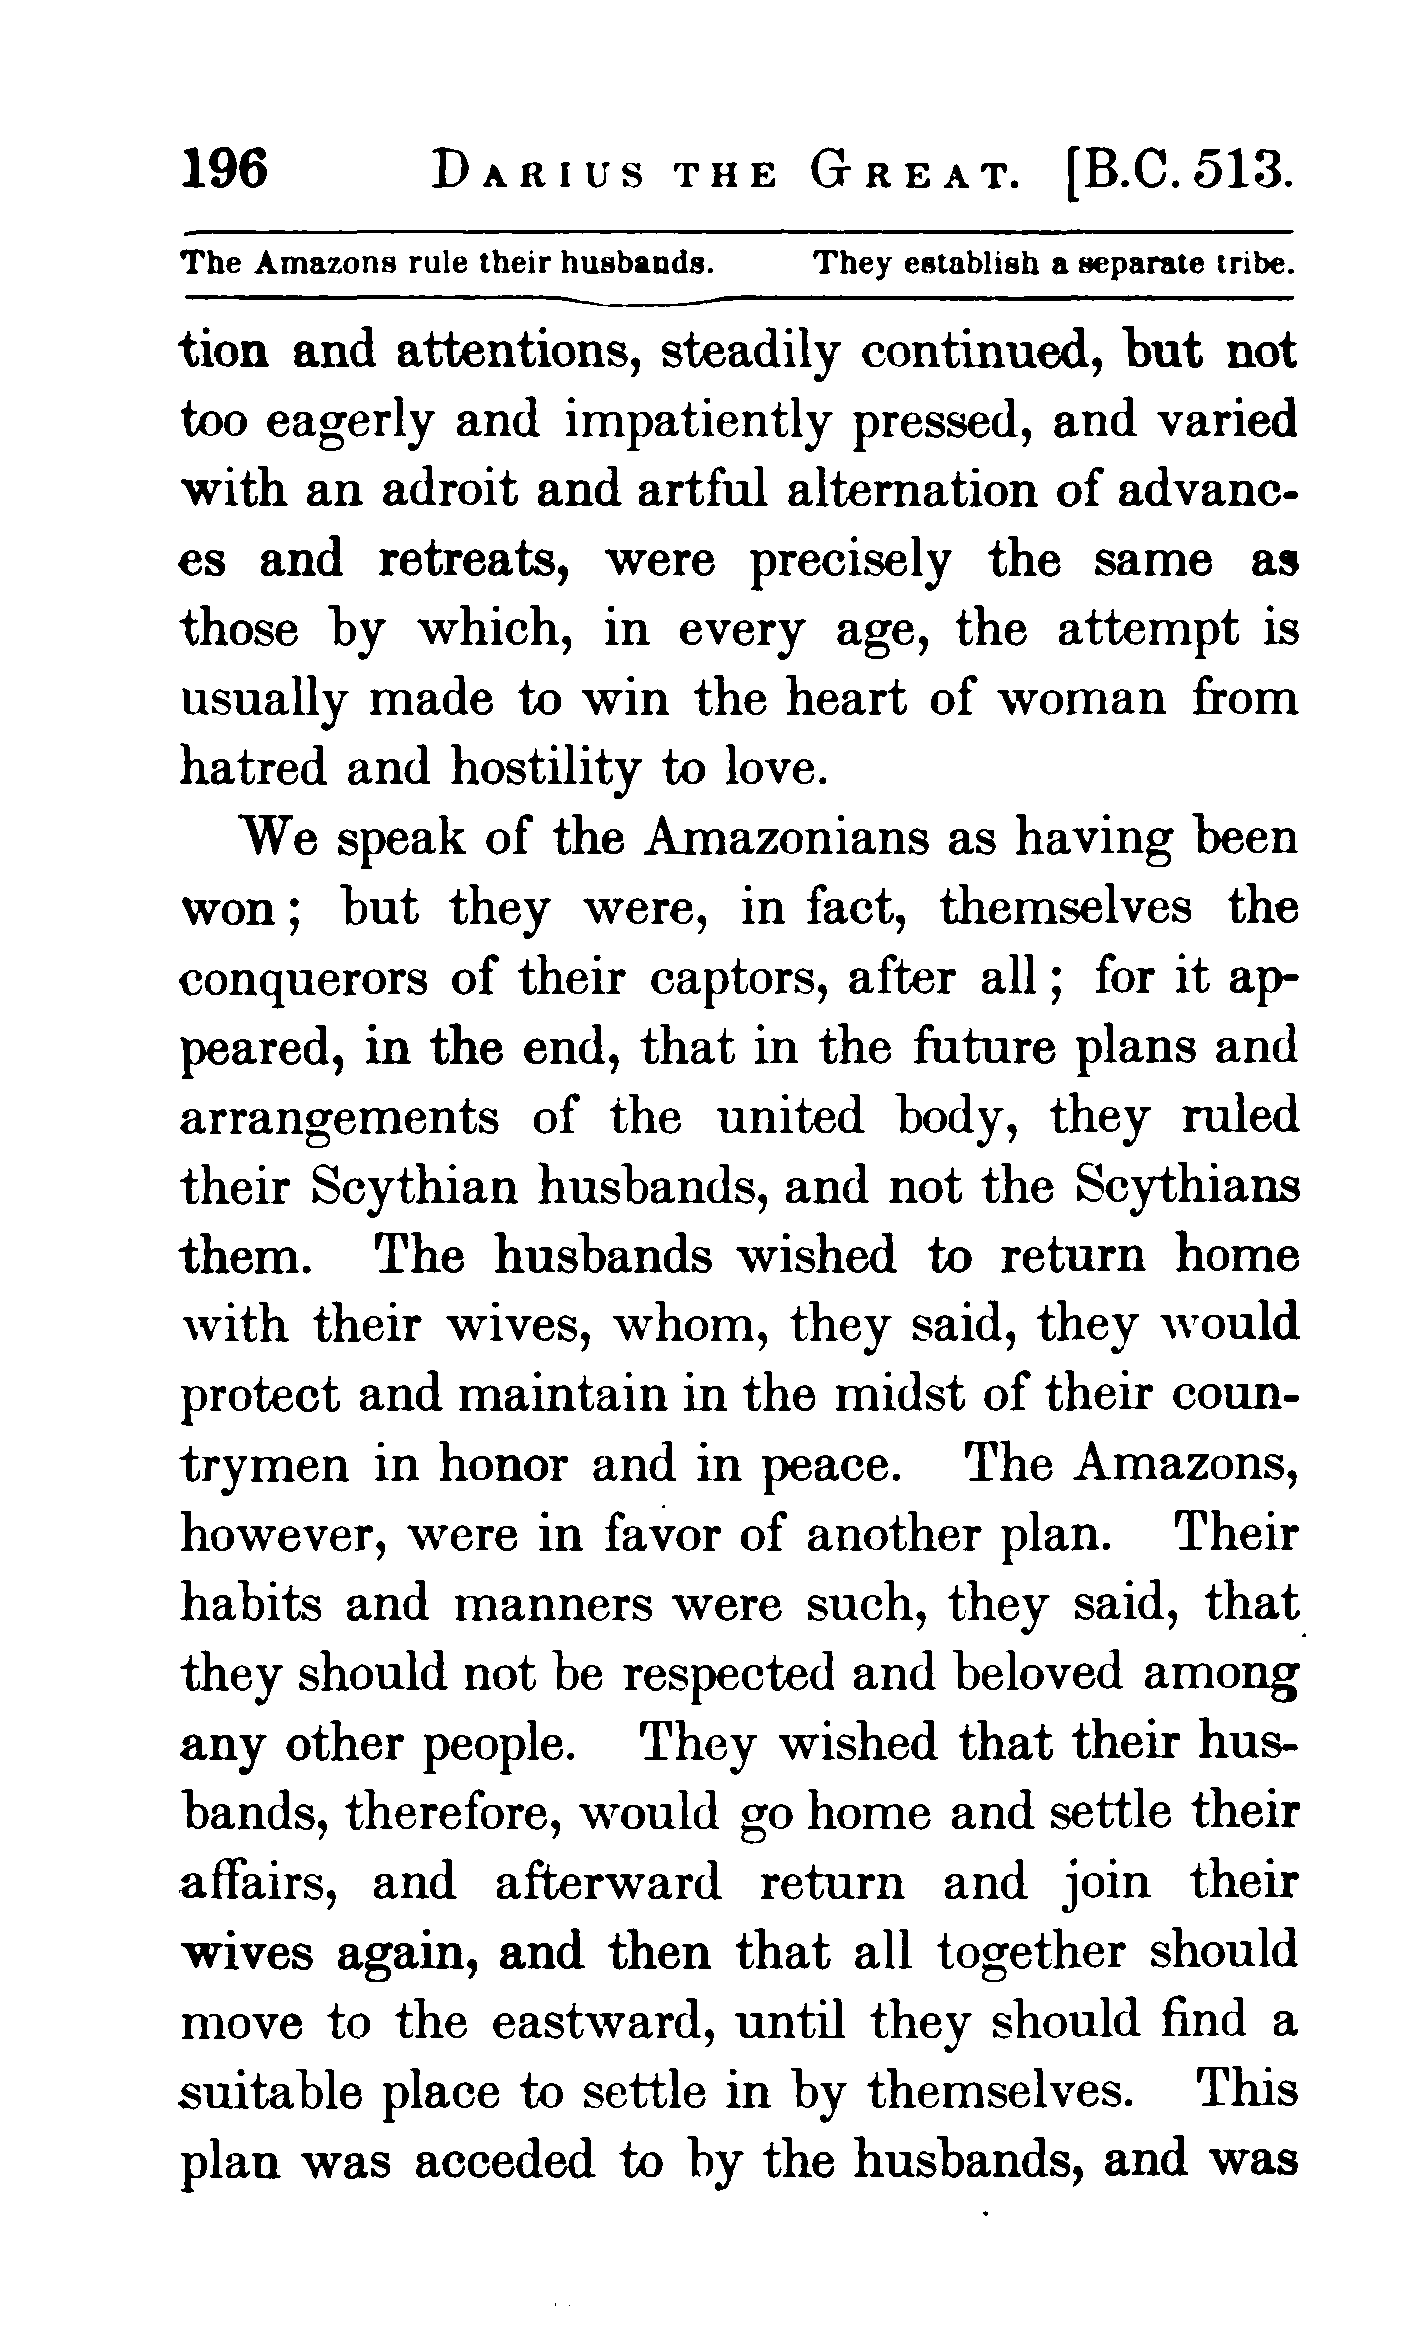 196 DARIUS THE GREAT. [B.C. 513.
The Amazons rule their husbands. They establish a separate tribe.
tion and attentions, steadily continued, but not
too eagerly and impatiently pressed, and varied
with an adroit and artful alternation of advanc-
es and retreats, were precisely the same as
those by which, in every age, the attempt is
usually made to win the heart of woman from
hatred and hostility to love.
We speak of the Amazonians as having been
won; but they were, in fact, themselves the
conquerors of their captors, after all; for it ap-
peared, in the end, that in the future plans and
arrangements of the united body, they ruled
their Scythian husbands, and not the Scythians
them. The husbands wished to return home
with their wives, whom, they said, they would
protect and maintain in the midst of their coun-
trymen in honor and in peace. The Amazons,
however, were in favor of another plan. Their
habits and manners were such, they said, that
they should not be respected and beloved among
any other people. They wished that their hus-
bands, therefore, would go home and settle their
affairs, and afterward return and join their
wives again, and then that all together should
move to the eastward, until they should find a
suitable place to settle in by themselves. This
plan was acceded to by the husbands, and was